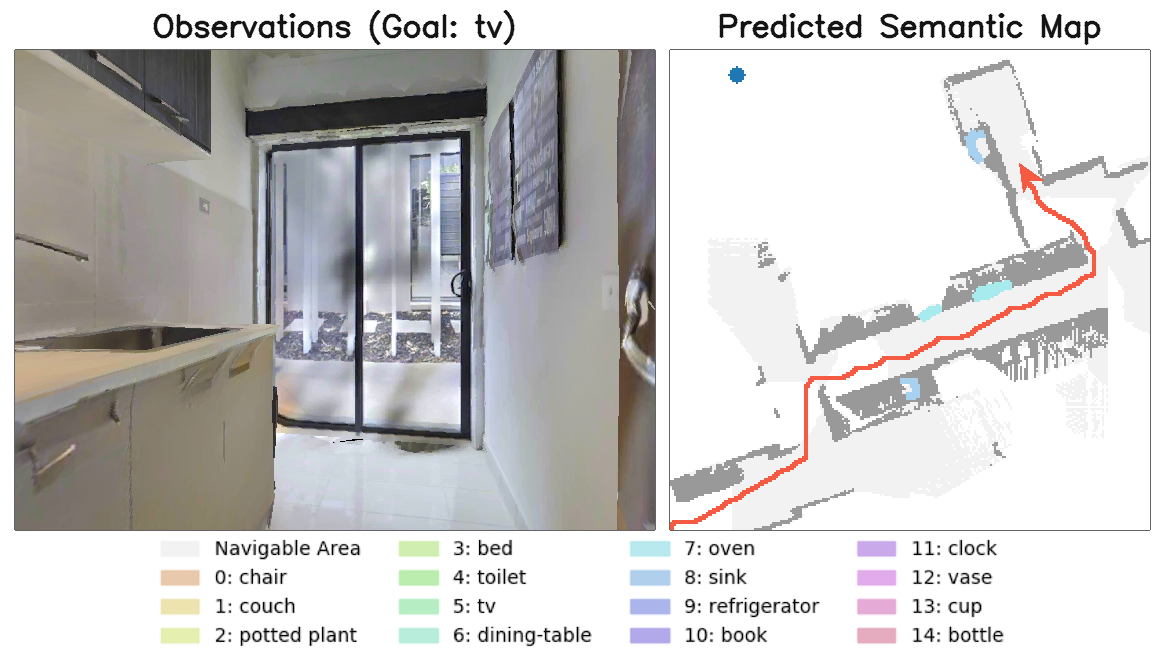 Observations (Goal: tv)
Predicted Semantic Map
Navigable Area
0: chair
1: couch
2: potted plant
3: bed
4: toilet
5: tv
6: dining-table
7: oven
8: sink
9: refrigerator
10: book
11: clock
12: vase
13: cup
14: bottle